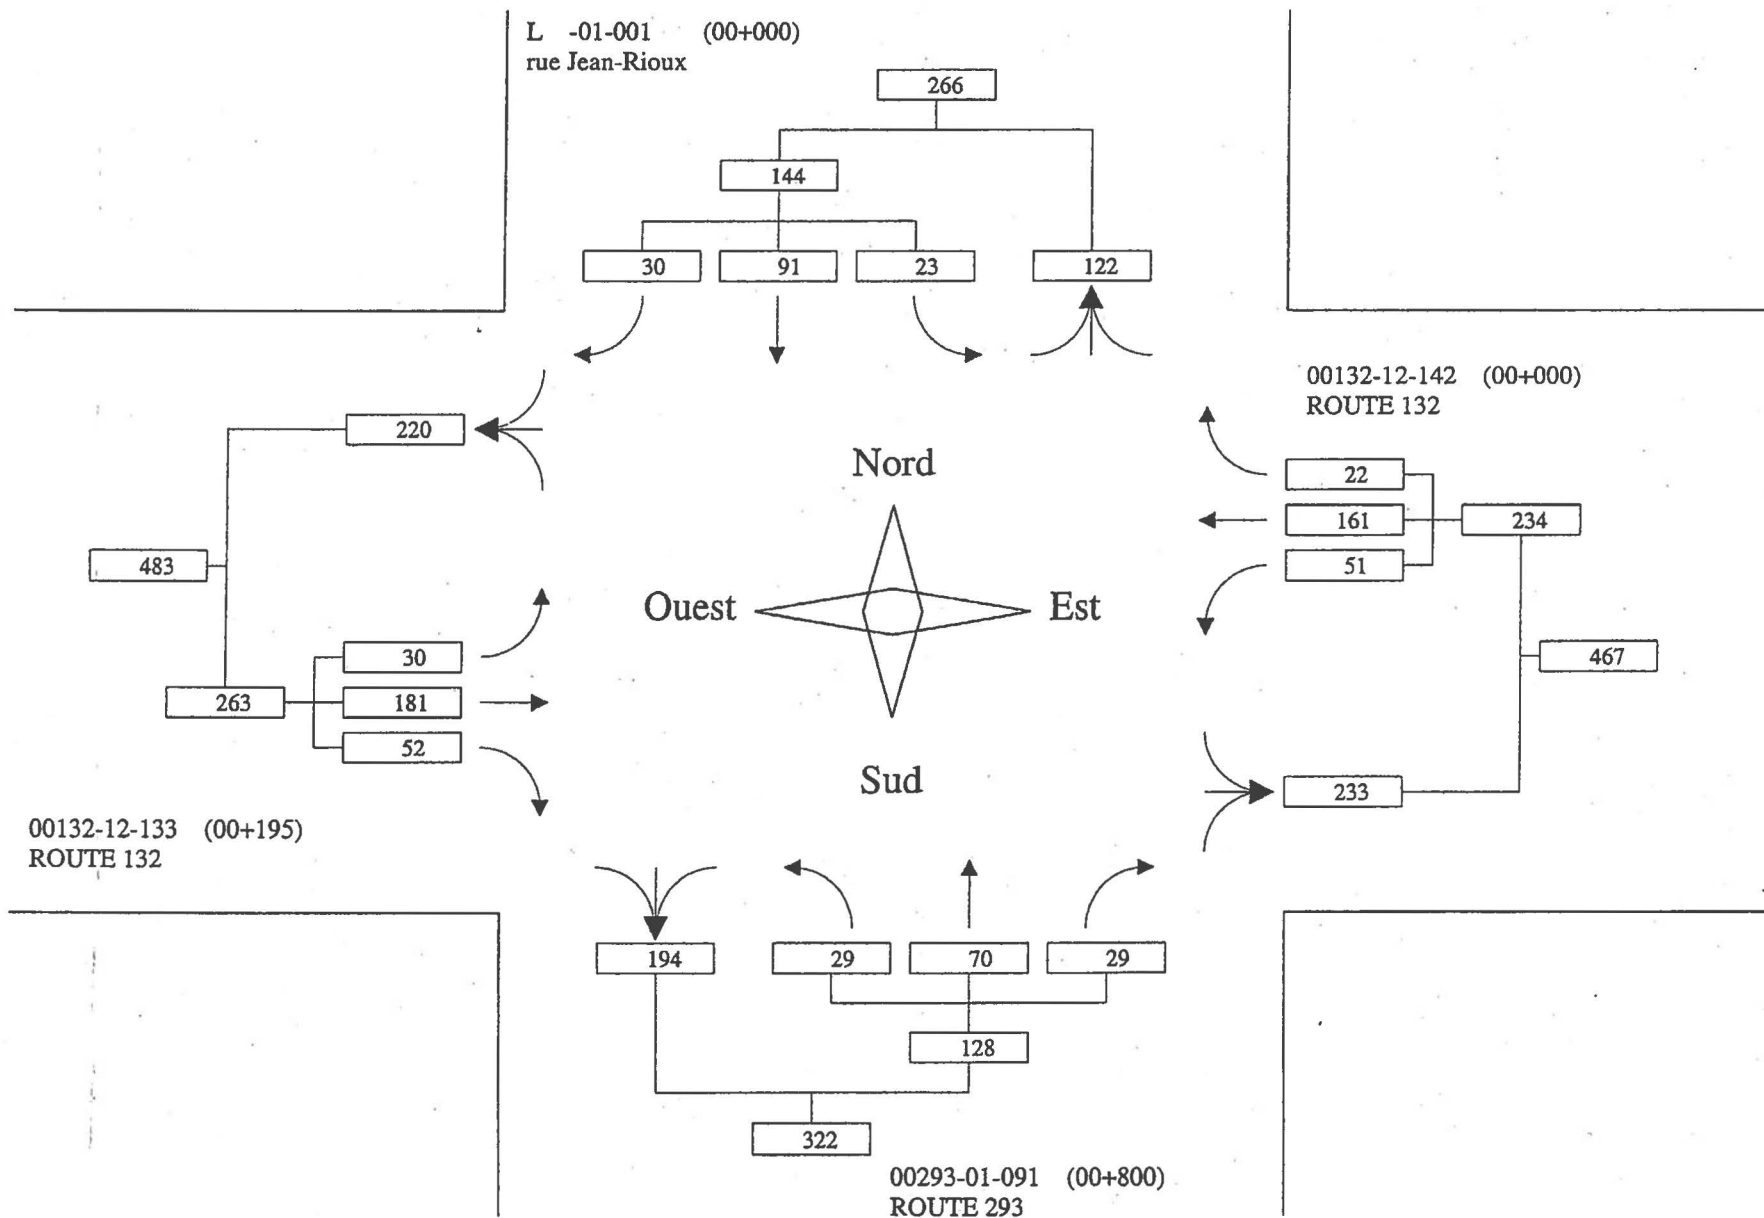 L -01-001 (00+000)
rue Jean-Rioux
266
144
30 91 23 122
00132-12-142 (00+000)
ROUTE 132
220
Nord
22
161 234
51
483
Ouest Est
30
467
263 181
52
Sud
233
00132-12-133 (00+195)
ROUTE 132
194 29 70 29
128
322
00293-01-091 (00+800)
ROUTE 293